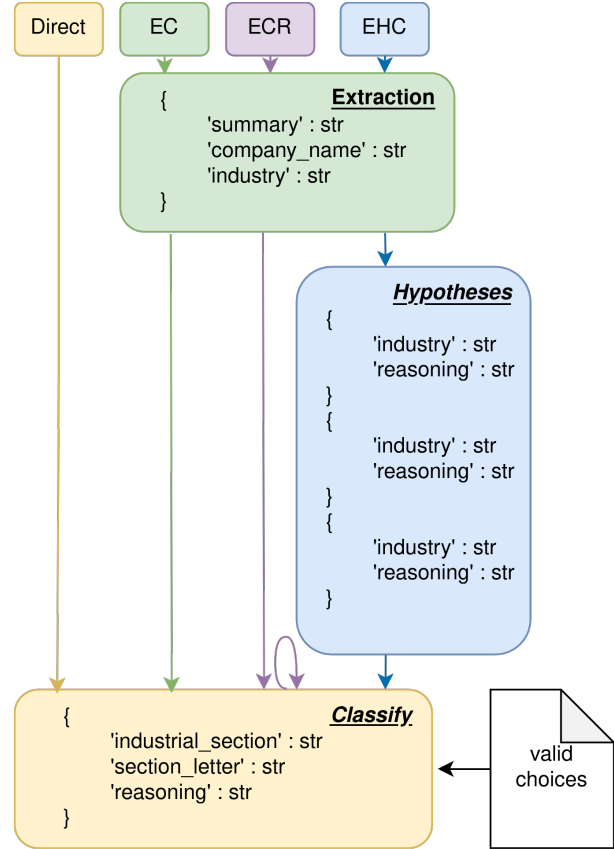 Direct
EC
ECR
EHC
Extraction
{
'summary' : str
'company_name' : str
'industry' : str
}
Hypotheses
{
'industry' : str
'reasoning' : str
}
{
'industry' : str
'reasoning' : str
}
{
'industry' : str
'reasoning' : str
}
Classify
{
'industrial_section' : str
'section_letter' : str
'reasoning' : str
}
valid
choices